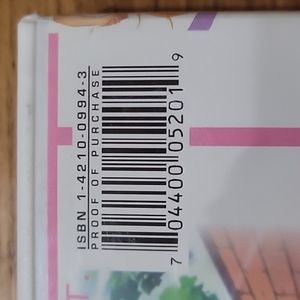 ISBN 1-4210-0994-3
PROOF OF PURCHASE
7 04400 05201 9
T.